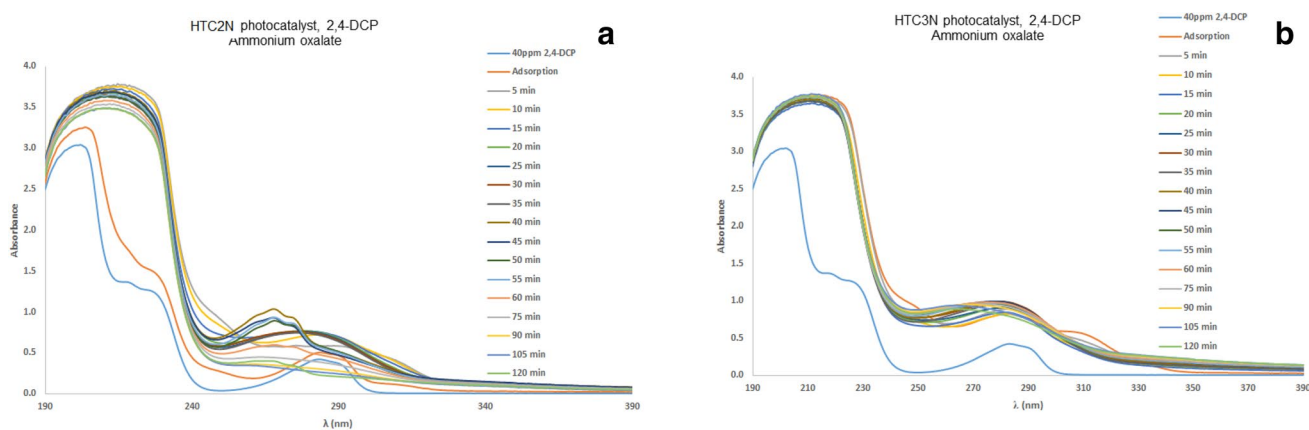 HTC2N photocatalyst, 2,4-DCP
Ammonium oxalate
a
40ppm 2,4-DCP
Adsorption
5 min
10 min
15 min
20 min
25 min
30 min
35 min
40 min
45 min
50 min
55 min
60 min
75 min
90 min
105 min
120 min
4.0
3.5
3.0
2.5
2.0
1.5
1.0
0.5
0.0
Absorbance
190
240
290
340
390
λ (nm)
HTC3N photocatalyst, 2,4-DCP
Ammonium oxalate
b
40ppm 2,4-DCP
Adsorption
5 min
10 min
15 min
20 min
25 min
30 min
35 min
40 min
45 min
50 min
55 min
60 min
75 min
90 min
105 min
120 min
4.0
3.5
3.0
2.5
2.0
1.5
1.0
0.5
0.0
Absorbance
190
210
230
250
270
290
310
330
350
370
390
λ (nm)